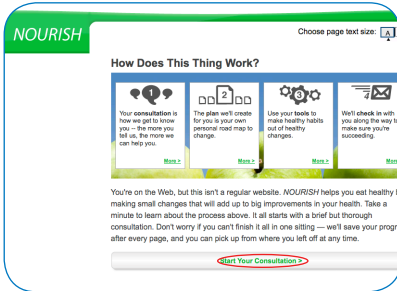 NOURISH
Choose page text size: A
How Does This Thing Work?
1
Your consultation is
how we get to know
you -- the more you
tell us, the more we
can help you.
More >
2
The plan we'll create
for you is your own
personal road map to
change.
More >
3
Use your tools to
make healthy habits
out of healthy
changes.
More >
4
We'll check in with
you along the way to
make sure you're
succeeding.
More >
You're on the Web, but this isn't a regular website. NOURISH helps you eat healthy
making small changes that will add up to big improvements in your health. Take a
minute to learn about the process above. It all starts with a brief but thorough
consultation. Don't worry if you can't finish it all in one sitting — we'll save your progr
after every page, and you can pick up from where you left off at any time.
Start Your Consultation >